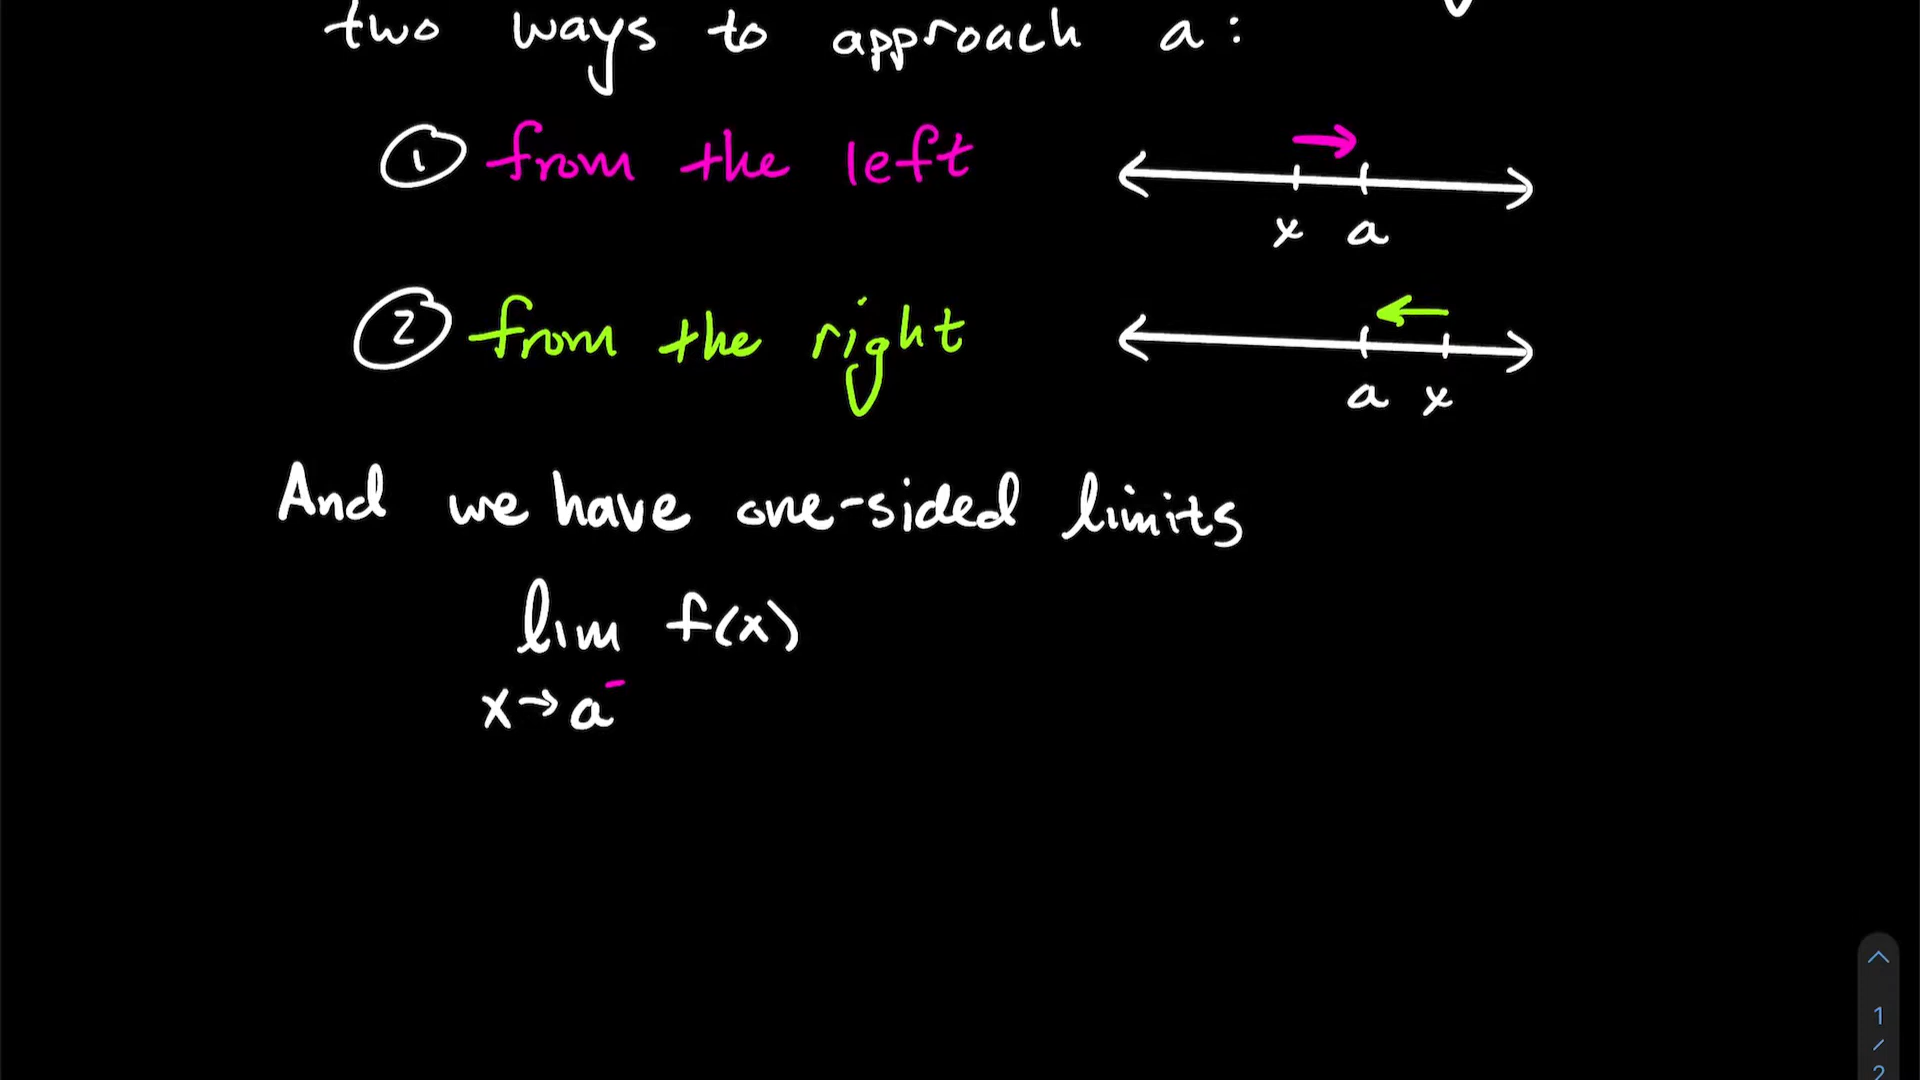 two ways to approach a:
① from the left
x a
② from the right
a x
And we have one-sided limits
lim f(x)
x→a⁻
1
/
2